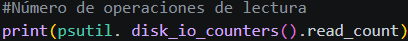 #Número de operaciones de lectura
print(psutil. disk_io_counters().read_count)